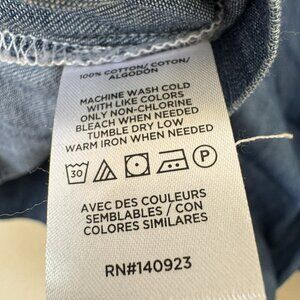 100% COTTON/ COTON/
ALGODON
MACHINE WASH COLD
WITH LIKE COLORS
ONLY NON-CHLORINE
BLEACH WHEN NEEDED
TUMBLE DRY LOW
WARM IRON WHEN NEEDED
30 P
AVEC DES COULEURS
SEMBLABLES / CON
COLORES SIMILARES
RN#140923